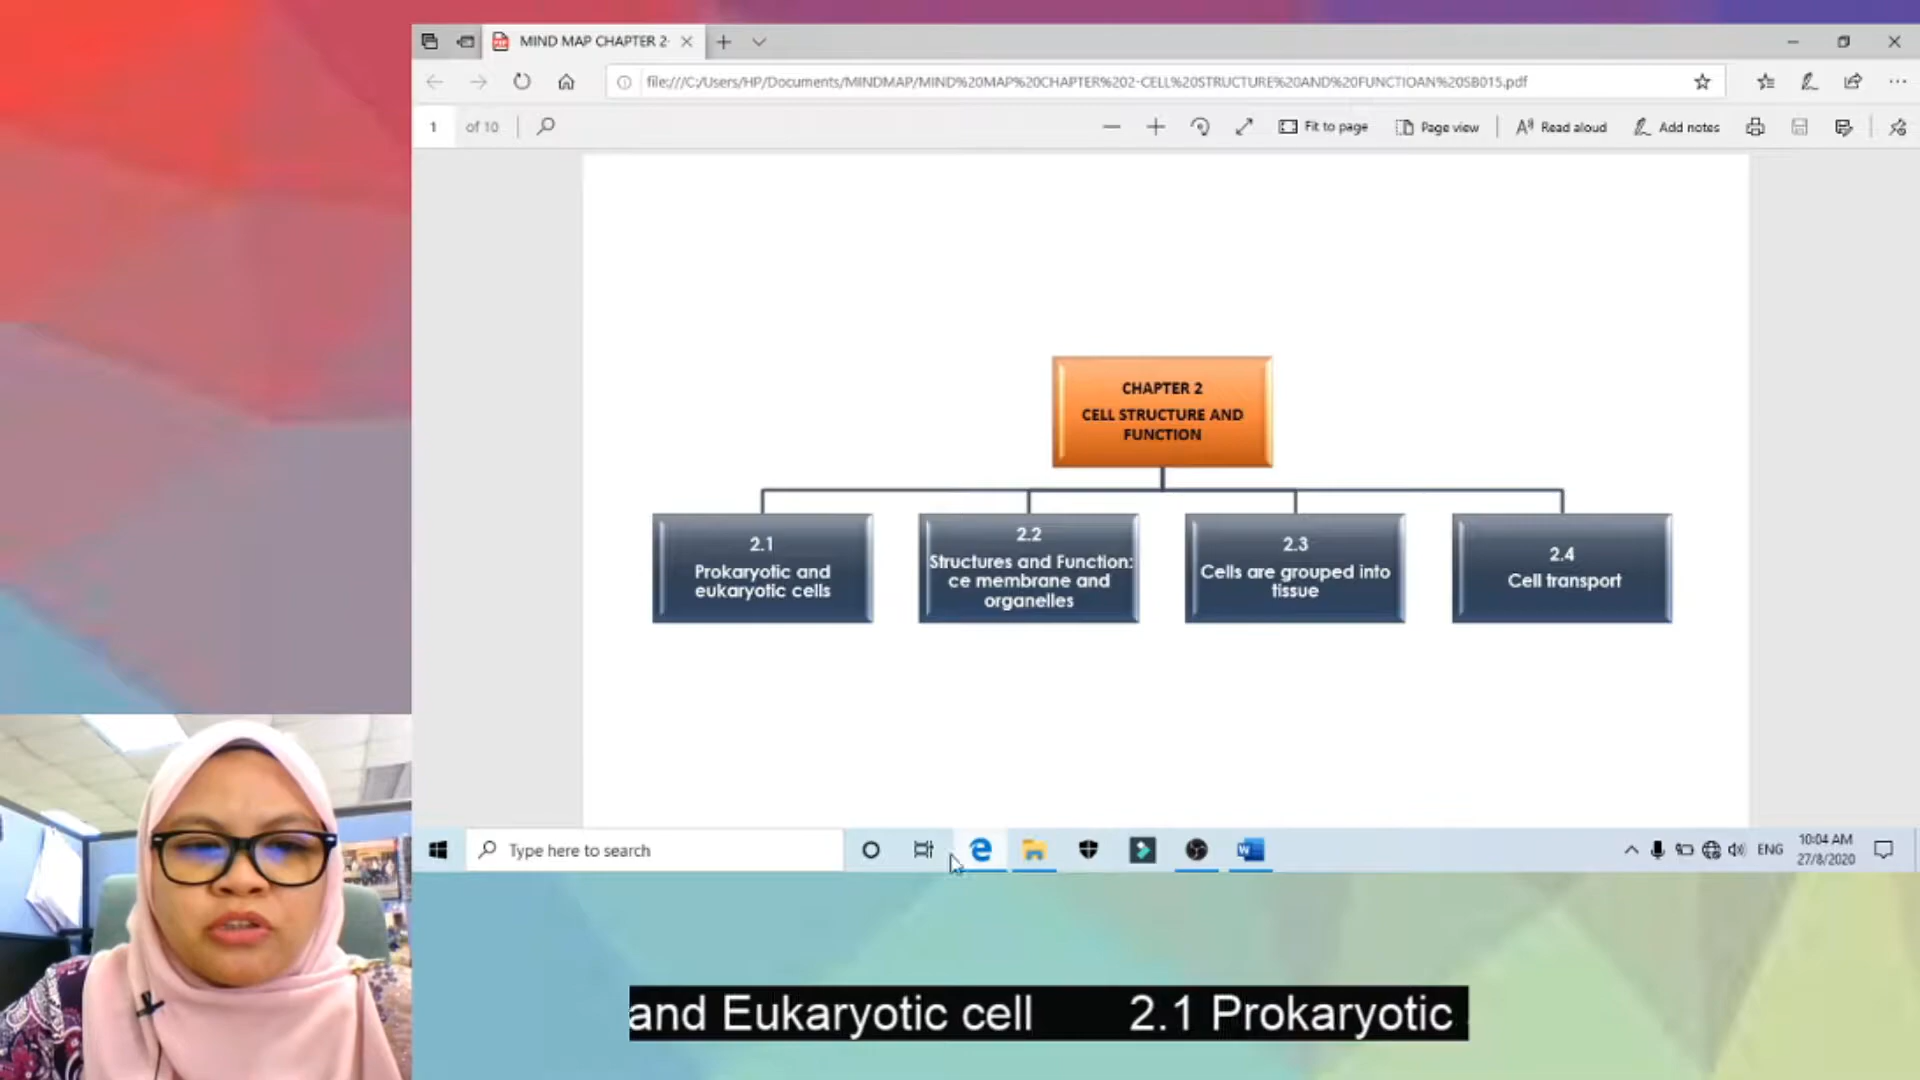 MIND MAP CHAPTER 2
file:///C:/Users/HP/Documents/MINDMAP/MIND%20MAP%20CHAPTER%202-CELL%20STRUCTURE%20AND%20FUNCTIOAN%20SB015.pdf
1 of 10
Fit to page
Page view
Read aloud
Add notes
CHAPTER 2
CELL STRUCTURE AND
FUNCTION
2.1
Prokaryotic and
eukaryotic cells
2.2
Structures and Function:
ce membrane and
organelles
2.3
Cells are grouped into
tissue
2.4
Cell transport
Type here to search
ENG
10:04 AM
27/8/2020
and Eukaryotic cell 2.1 Prokaryotic